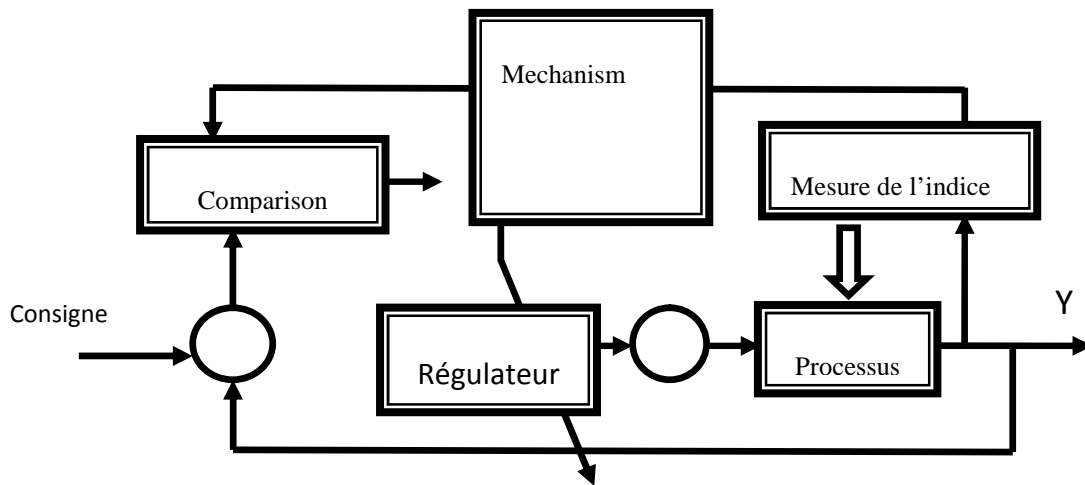 Mechanism
Comparison
Mesure de l’indice
Consigne
Y
Régulateur
Processus